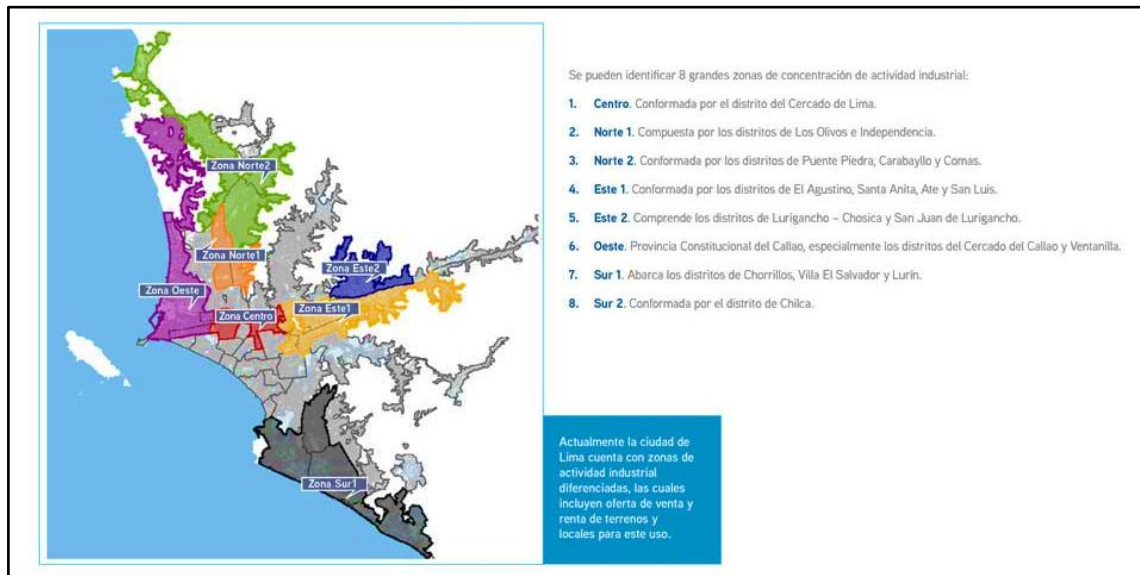 Zona Norte2
Zona Norte1
Zona Este2
Zona Oeste
Zona Este1
Zona Centro
Zona Sur1
Se pueden identificar 8 grandes zonas de concentración de actividad industrial:
1. Centro. Conformada por el distrito del Cercado de Lima.
2. Norte 1. Compuesta por los distritos de Los Olivos e Independencia.
3. Norte 2. Conformada por los distritos de Puente Piedra, Carabayllo y Comas.
4. Este 1. Conformada por los distritos de El Agustino, Santa Anita, Ate y San Luis.
5. Este 2. Comprende los distritos de Lurigancho – Chosica y San Juan de Lurigancho.
6. Oeste. Provincia Constitucional del Callao, especialmente los distritos del Cercado del Callao y Ventanilla.
7. Sur 1. Abarca los distritos de Chorrillos, Villa El Salvador y Lurín.
8. Sur 2. Conformada por el distrito de Chilca.
Actualmente la ciudad de
Lima cuenta con zonas de
actividad industrial
diferenciadas, las cuales
incluyen oferta de venta y
renta de terrenos y
locales para este uso.